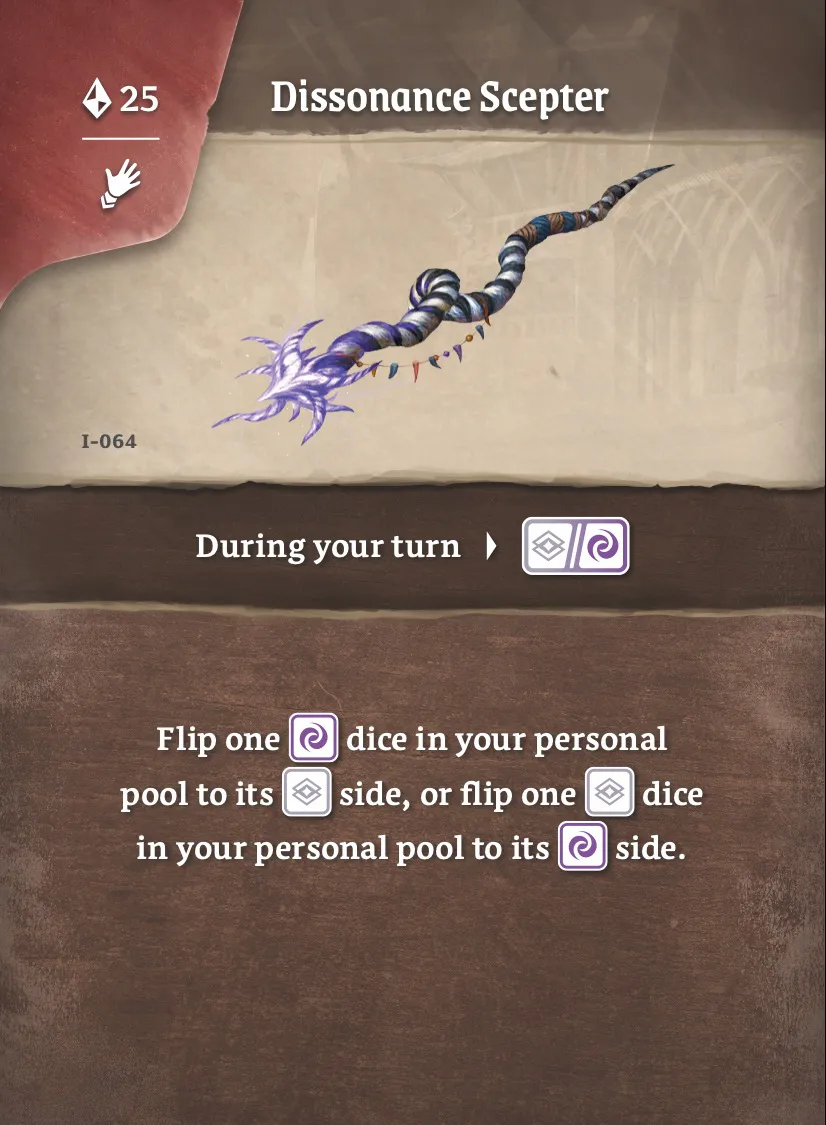 25
Dissonance Scepter
I-064
During your turn
Flip one dice in your personal
pool to its side, or flip one dice
in your personal pool to its side.